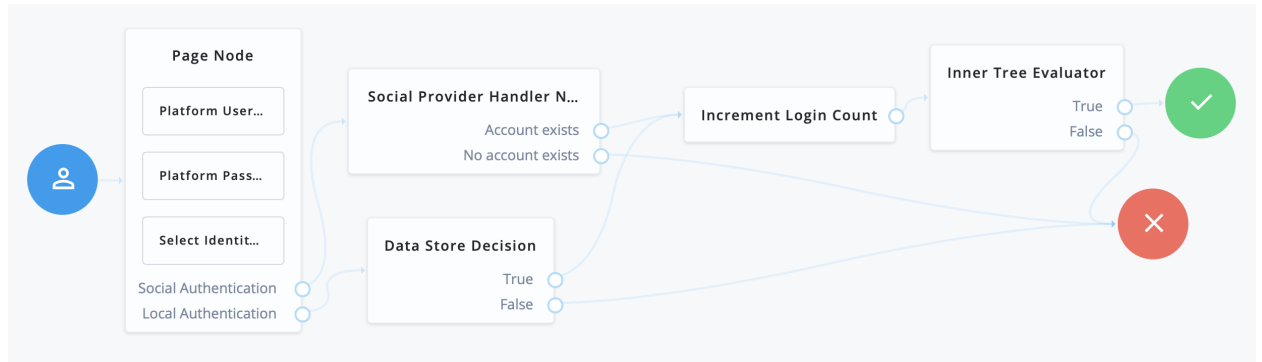 Page Node
Platform User...
Platform Pass...
Select Identit...
Social Authentication
Local Authentication
Social Provider Handler N...
Account exists
No account exists
Data Store Decision
True
False
Increment Login Count
Inner Tree Evaluator
True
False